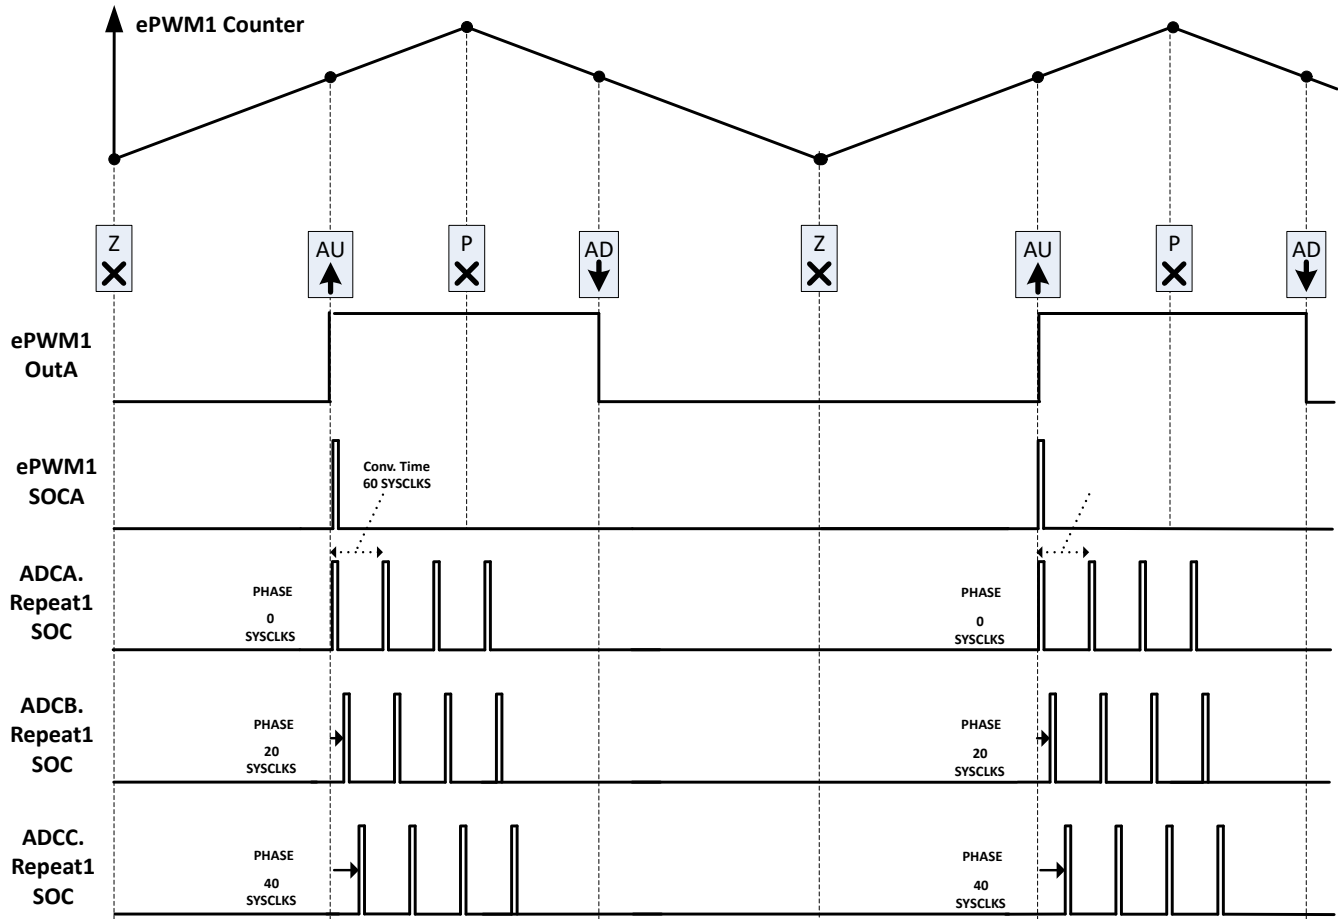 ePWM1 Counter
Z
AU
P
AD
Z
AU
P
AD
ePWM1
OutA
ePWM1
SOCA
Conv. Time
60 SYSCLKS
ADCA.
Repeat1
SOC
PHASE
0
SYSCLKS
PHASE
0
SYSCLKS
ADCB.
Repeat1
SOC
PHASE
20
SYSCLKS
PHASE
20
SYSCLKS
ADCC.
Repeat1
SOC
PHASE
40
SYSCLKS
PHASE
40
SYSCLKS